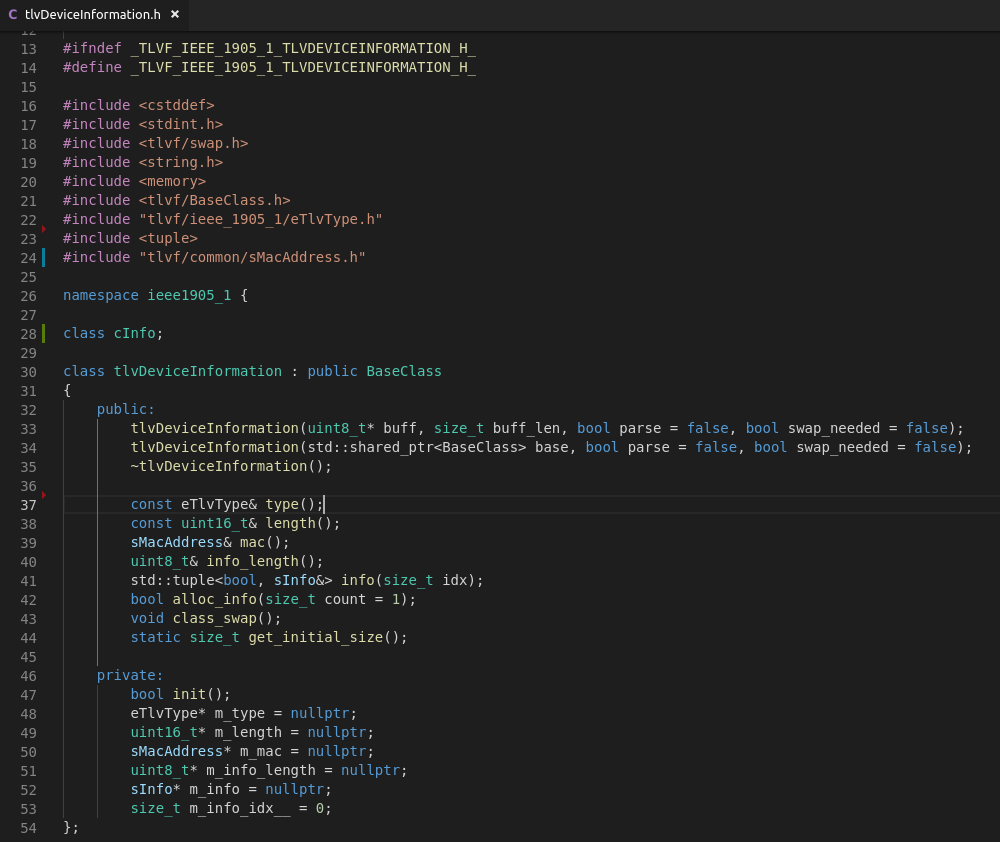 C tlvDeviceInformation.h ×
12
13 #ifndef _TLVF_IEEE_1905_1_TLVDEVICEINFORMATION_H_
14 #define _TLVF_IEEE_1905_1_TLVDEVICEINFORMATION_H_
15
16 #include <cstddef>
17 #include <stdint.h>
18 #include <tlvf/swap.h>
19 #include <string.h>
20 #include <memory>
21 #include <tlvf/BaseClass.h>
22 #include "tlvf/ieee_1905_1/eTlvType.h"
23 #include <tuple>
24 #include "tlvf/common/sMacAddress.h"
25
26 namespace ieee1905_1 {
27
28 class cInfo;
29
30 class tlvDeviceInformation : public BaseClass
31 {
32     public:
33         tlvDeviceInformation(uint8_t* buff, size_t buff_len, bool parse = false, bool swap_needed = false);
34         tlvDeviceInformation(std::shared_ptr<BaseClass> base, bool parse = false, bool swap_needed = false);
35         ~tlvDeviceInformation();
36
37         const eTlvType& type();
38         const uint16_t& length();
39         sMacAddress& mac();
40         uint8_t& info_length();
41         std::tuple<bool, sInfo&> info(size_t idx);
42         bool alloc_info(size_t count = 1);
43         void class_swap();
44         static size_t get_initial_size();
45
46     private:
47         bool init();
48         eTlvType* m_type = nullptr;
49         uint16_t* m_length = nullptr;
50         sMacAddress* m_mac = nullptr;
51         uint8_t* m_info_length = nullptr;
52         sInfo* m_info = nullptr;
53         size_t m_info_idx__ = 0;
54 };